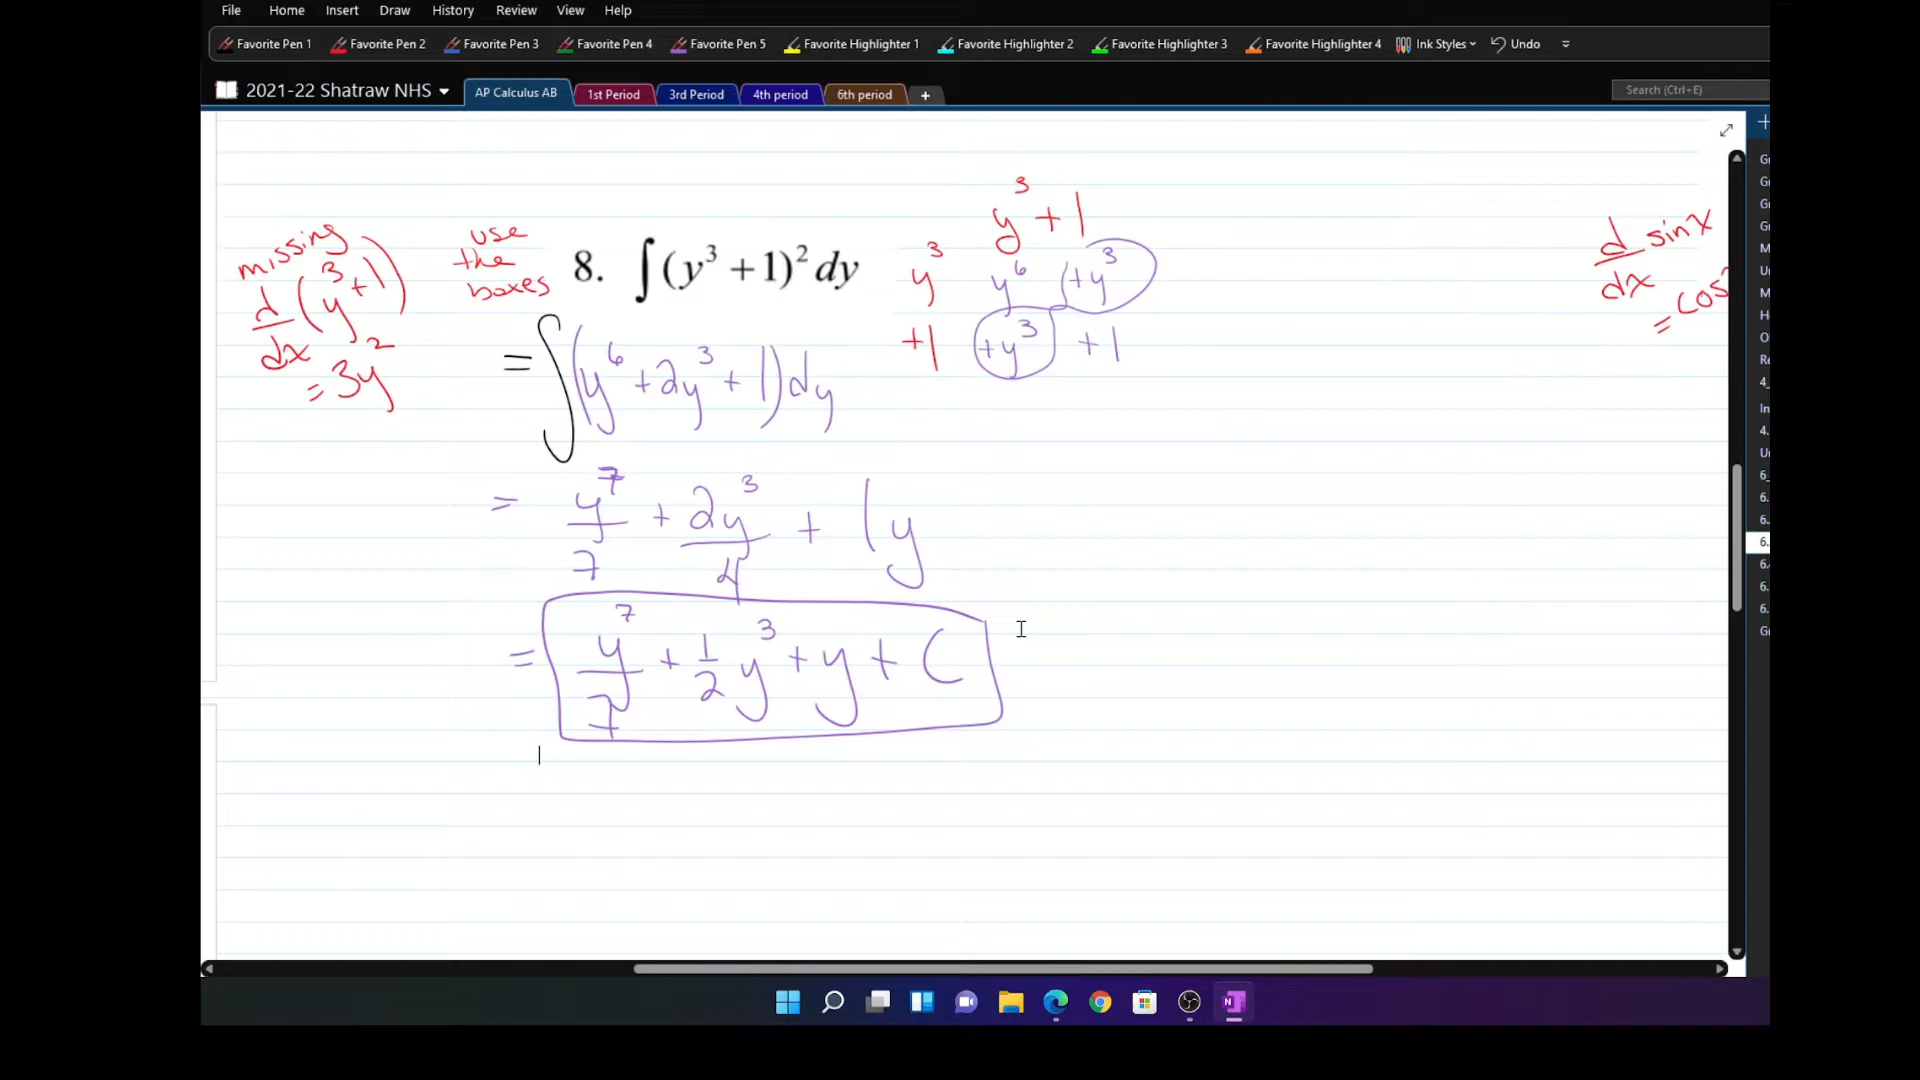 File Home Insert Draw History Review View Help
Favorite Pen 1 Favorite Pen 2 Favorite Pen 3 Favorite Pen 4 Favorite Pen 5 Favorite Highlighter 1 Favorite Highlighter 2 Favorite Highlighter 3 Favorite Highlighter 4 Ink Styles Undo
2021-22 Shatraw NHS AP Calculus AB 1st Period 3rd Period 4th period 6th period + Search (Ctrl+E)
missing
d/dx (y³+1)
= 3y²
use
the
boxes
8. ∫(y³ + 1)² dy
y³ + 1
y³ y⁶ +y³
+1 +y³ +1
d/dx sinx
= cos
= ∫(y⁶ + 2y³ + 1)dy
= y⁷/7 + 2y³/4 + 1y
= y⁷/7 + 1/2 y³ + y + C